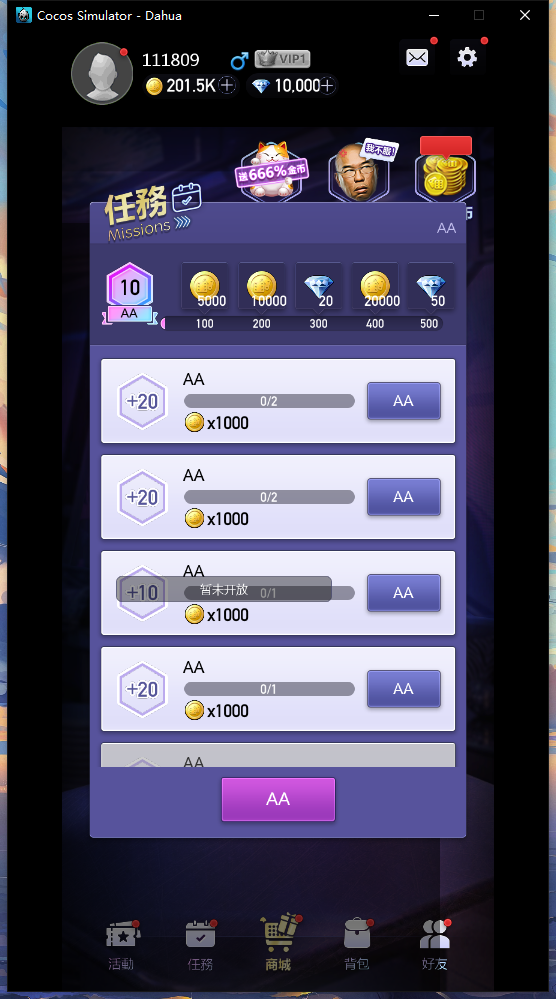 Cocos Simulator - Dahua
111809
VIP1
201.5K
10,000
送666%金币
我不服!
任務
Missions
AA
10
AA
5000 10000 20 20000 50
100 200 300 400 500
AA
+20
0/2
AA
x1000
AA
+20
0/2
AA
x1000
AA
+10
暂未开放
0/1
AA
x1000
AA
+20
0/1
AA
x1000
AA
AA
活動 任務 商城 背包 好友